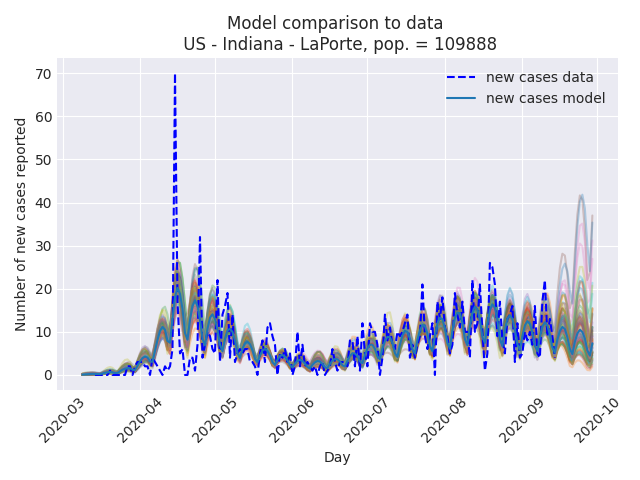 Model comparison to data
US - Indiana - LaPorte, pop. = 109888
new cases data
new cases model
Number of new cases reported
70
60
50
40
30
20
10
0
2020-03
2020-04
2020-05
2020-06
2020-07
2020-08
2020-09
2020-10
Day